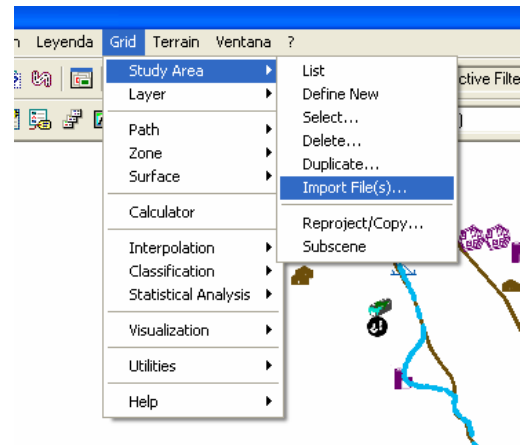 Leyenda Grid Terrain Ventana ?
Study Area
Layer
Path
Zone
Surface
Calculator
Interpolation
Classification
Statistical Analysis
Visualization
Utilities
Help
List
Define New
Select...
Delete...
Duplicate...
Import File(s)...
Reproject/Copy...
Subscene
ctive Filte